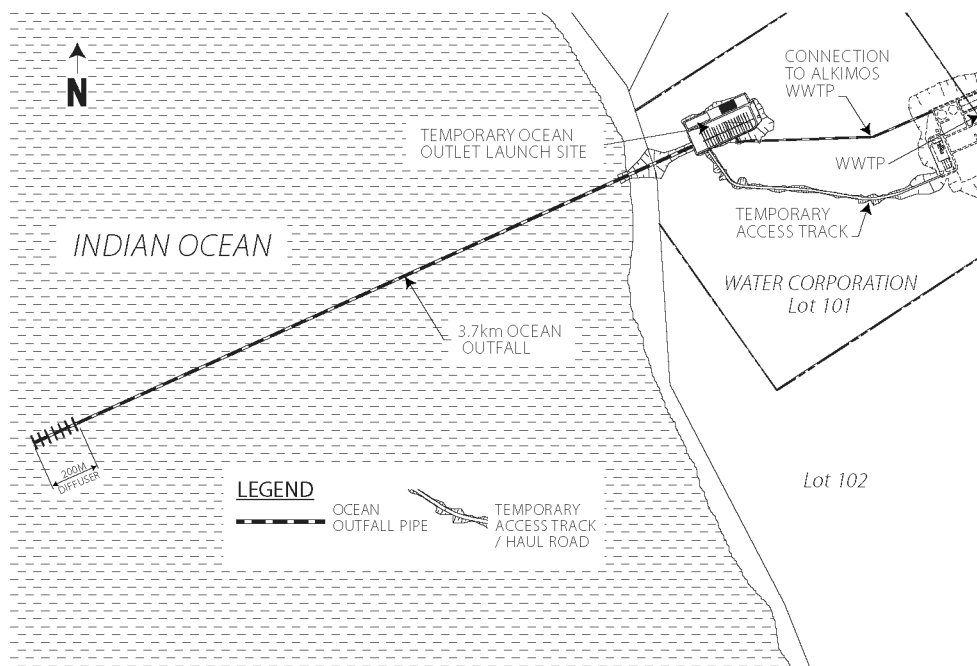 N
CONNECTION
TO ALKIMOS
WWTP
TEMPORARY OCEAN
OUTLET LAUNCH SITE
WWTP
TEMPORARY
ACCESS TRACK
INDIAN OCEAN
WATER CORPORATION
Lot 101
3.7km OCEAN
OUTFALL
200M
DIFFUSER
Lot 102
LEGEND
OCEAN
OUTFALL PIPE
TEMPORARY
ACCESS TRACK
/ HAUL ROAD